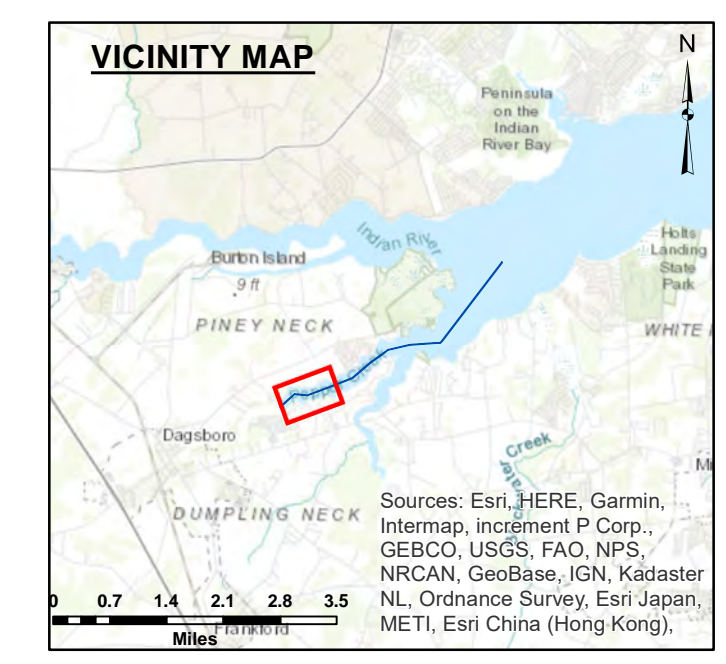 VICINITY MAP
N
Peninsula
on the
Indian
River Bay
Indian River
Burton Island
9 ft
Holts
Landing
State
Park
PINEY NECK
WHITE
Pepper Creek
Dagsboro
Creek
DUMPLING NECK
Sources: Esri, HERE, Garmin,
Intermap, increment P Corp.,
GEBCO, USGS, FAO, NPS,
NRCAN, GeoBase, IGN, Kadaster
NL, Ordnance Survey, Esri Japan,
METI, Esri China (Hong Kong),
0 0.7 1.4 2.1 2.8 3.5
Miles
Frankford